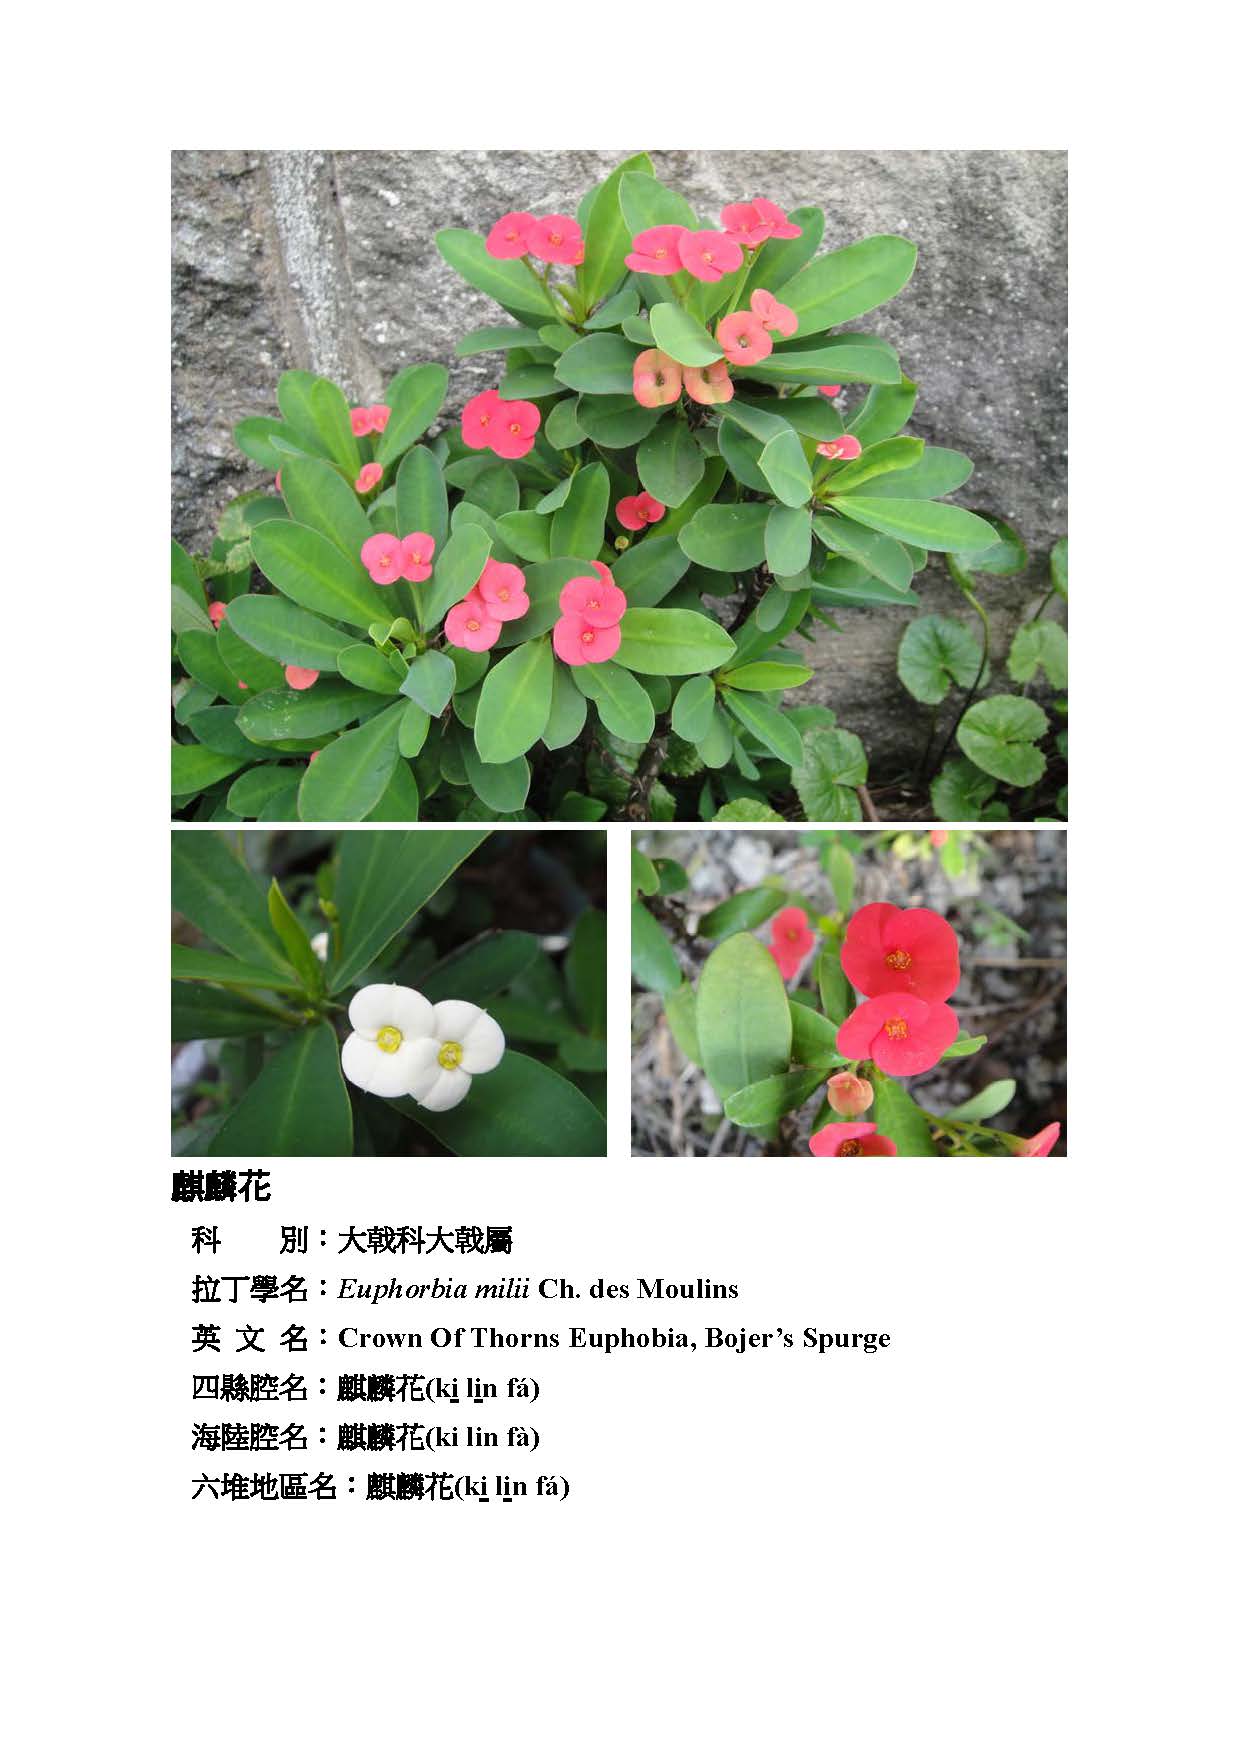 麒麟花
科　　別：大戟科大戟屬
拉丁學名：Euphorbia milii Ch. des Moulins
英 文 名：Crown Of Thorns Euphobia, Bojer’s Spurge
四縣腔名：麒麟花(ki̱ li̱n fá)
海陸腔名：麒麟花(ki lin fà)
六堆地區名：麒麟花(ki̱ li̱n fá)